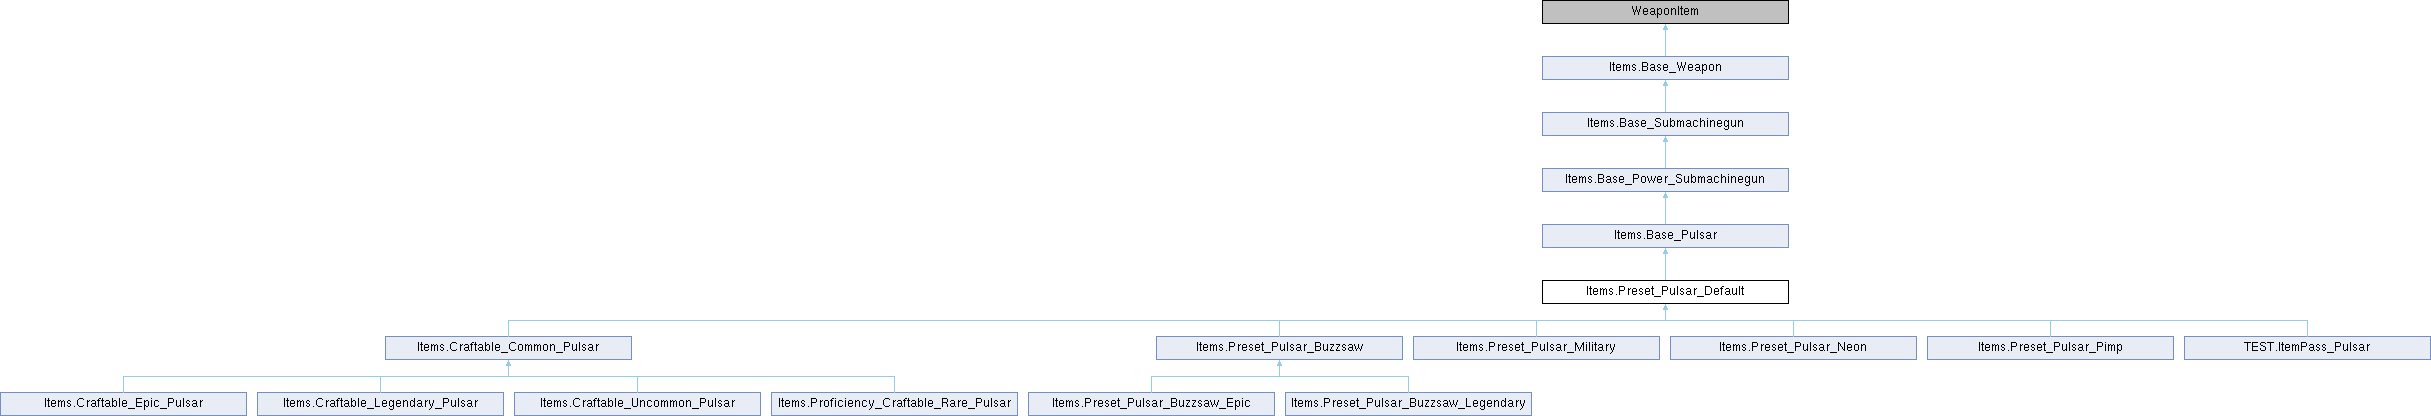 WeaponItem
Items.Base_Weapon
Items.Base_Submachinegun
Items.Base_Power_Submachinegun
Items.Base_Pulsar
Items.Preset_Pulsar_Default
Items.Craftable_Common_Pulsar
Items.Preset_Pulsar_Buzzsaw
Items.Preset_Pulsar_Military
Items.Preset_Pulsar_Neon
Items.Preset_Pulsar_Pimp
TEST.ItemPass_Pulsar
Items.Craftable_Epic_Pulsar
Items.Craftable_Legendary_Pulsar
Items.Craftable_Uncommon_Pulsar
Items.Proficiency_Craftable_Rare_Pulsar
Items.Preset_Pulsar_Buzzsaw_Epic
Items.Preset_Pulsar_Buzzsaw_Legendary